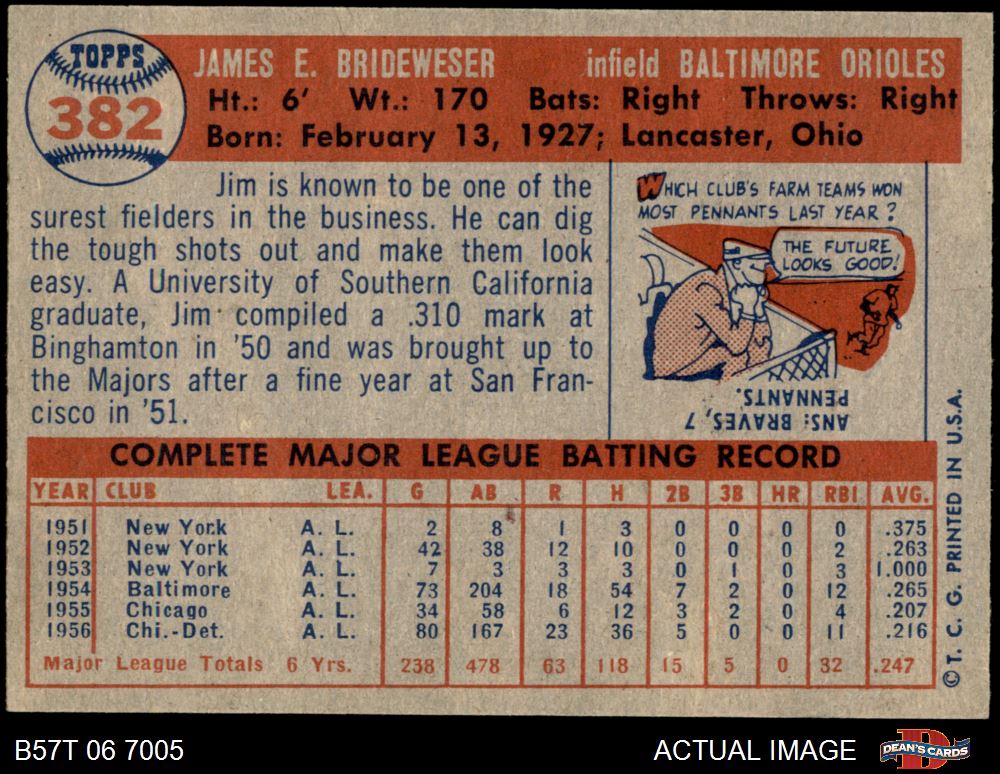 TOPPS
382
JAMES E. BRIDEWESER infield BALTIMORE ORIOLES
Ht.: 6' Wt.: 170 Bats: Right Throws: Right
Born: February 13, 1927; Lancaster, Ohio
Jim is known to be one of the
surest fielders in the business. He can dig
the tough shots out and make them look
easy. A University of Southern California
graduate, Jim compiled a .310 mark at
Binghamton in '50 and was brought up to
the Majors after a fine year at San Fran-
cisco in '51.
WHICH CLUB'S FARM TEAMS WON
MOST PENNANTS LAST YEAR?
THE FUTURE
LOOKS GOOD!
ANS: BRAVES, 7
PENNANTS.
COMPLETE MAJOR LEAGUE BATTING RECORD
YEAR CLUB LEA. G AB R H 2B 3B HR RBI AVG.
1951 New York A. L. 2 8 1 3 0 0 0 0 .375
1952 New York A. L. 42 38 12 10 0 0 0 2 .263
1953 New York A. L. 7 3 3 3 0 1 0 3 1.000
1954 Baltimore A. L. 73 204 18 54 7 2 0 12 .265
1955 Chicago A. L. 34 58 6 12 3 2 0 4 .207
1956 Chi.-Det. A. L. 80 167 23 36 5 0 0 11 .216
Major League Totals 6 Yrs. 238 478 63 118 15 5 0 32 .247
© T. C. G. PRINTED IN U.S.A.
B57T 06 7005 ACTUAL IMAGE
DEAN'S CARDS